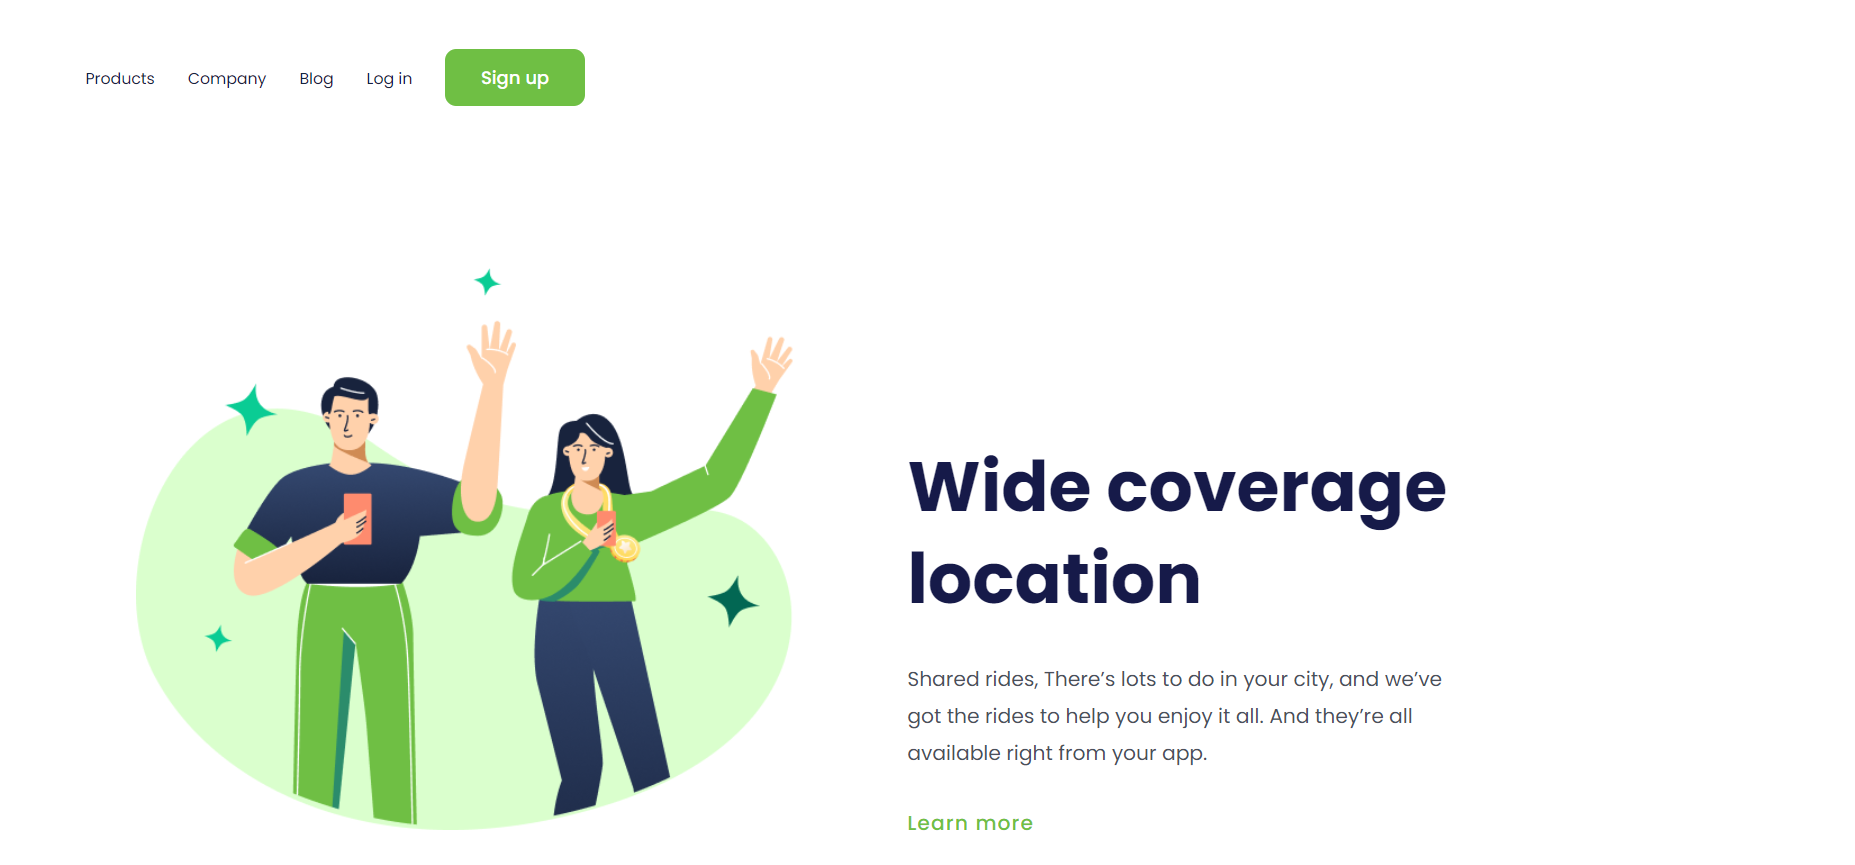 Products Company Blog Log in Sign up
Wide coverage
location
Shared rides, There’s lots to do in your city, and we’ve
got the rides to help you enjoy it all. And they’re all
available right from your app.
Learn more